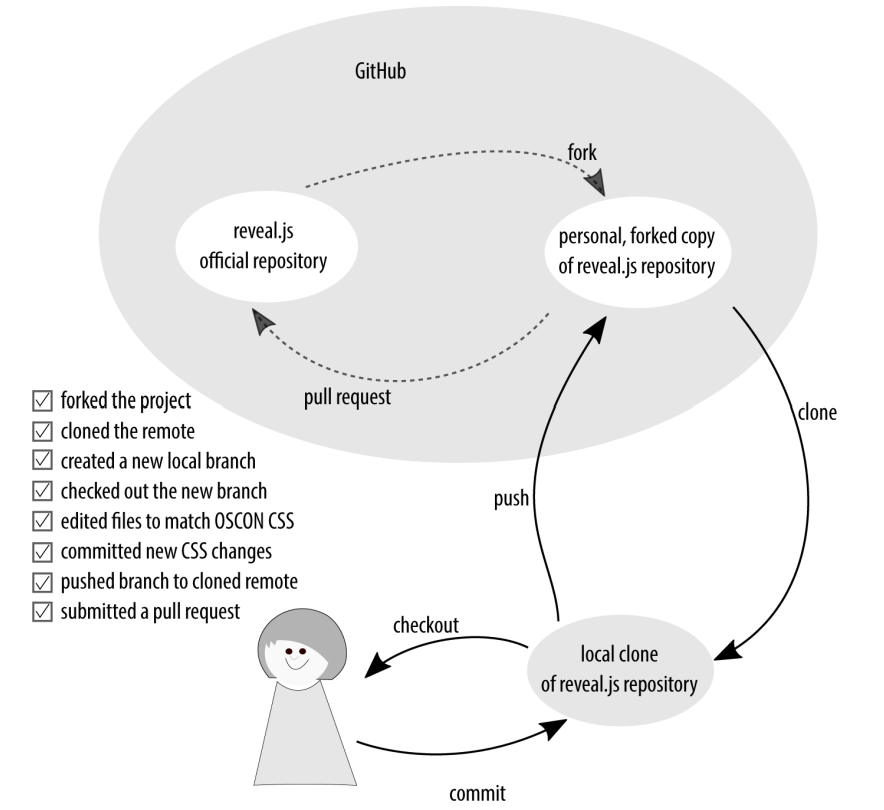 GitHub
fork
reveal.js
official repository
personal, forked copy
of reveal.js repository
pull request
clone
push
forked the project
cloned the remote
created a new local branch
checked out the new branch
edited files to match OSCON CSS
committed new CSS changes
pushed branch to cloned remote
submitted a pull request
checkout
local clone
of reveal.js repository
commit